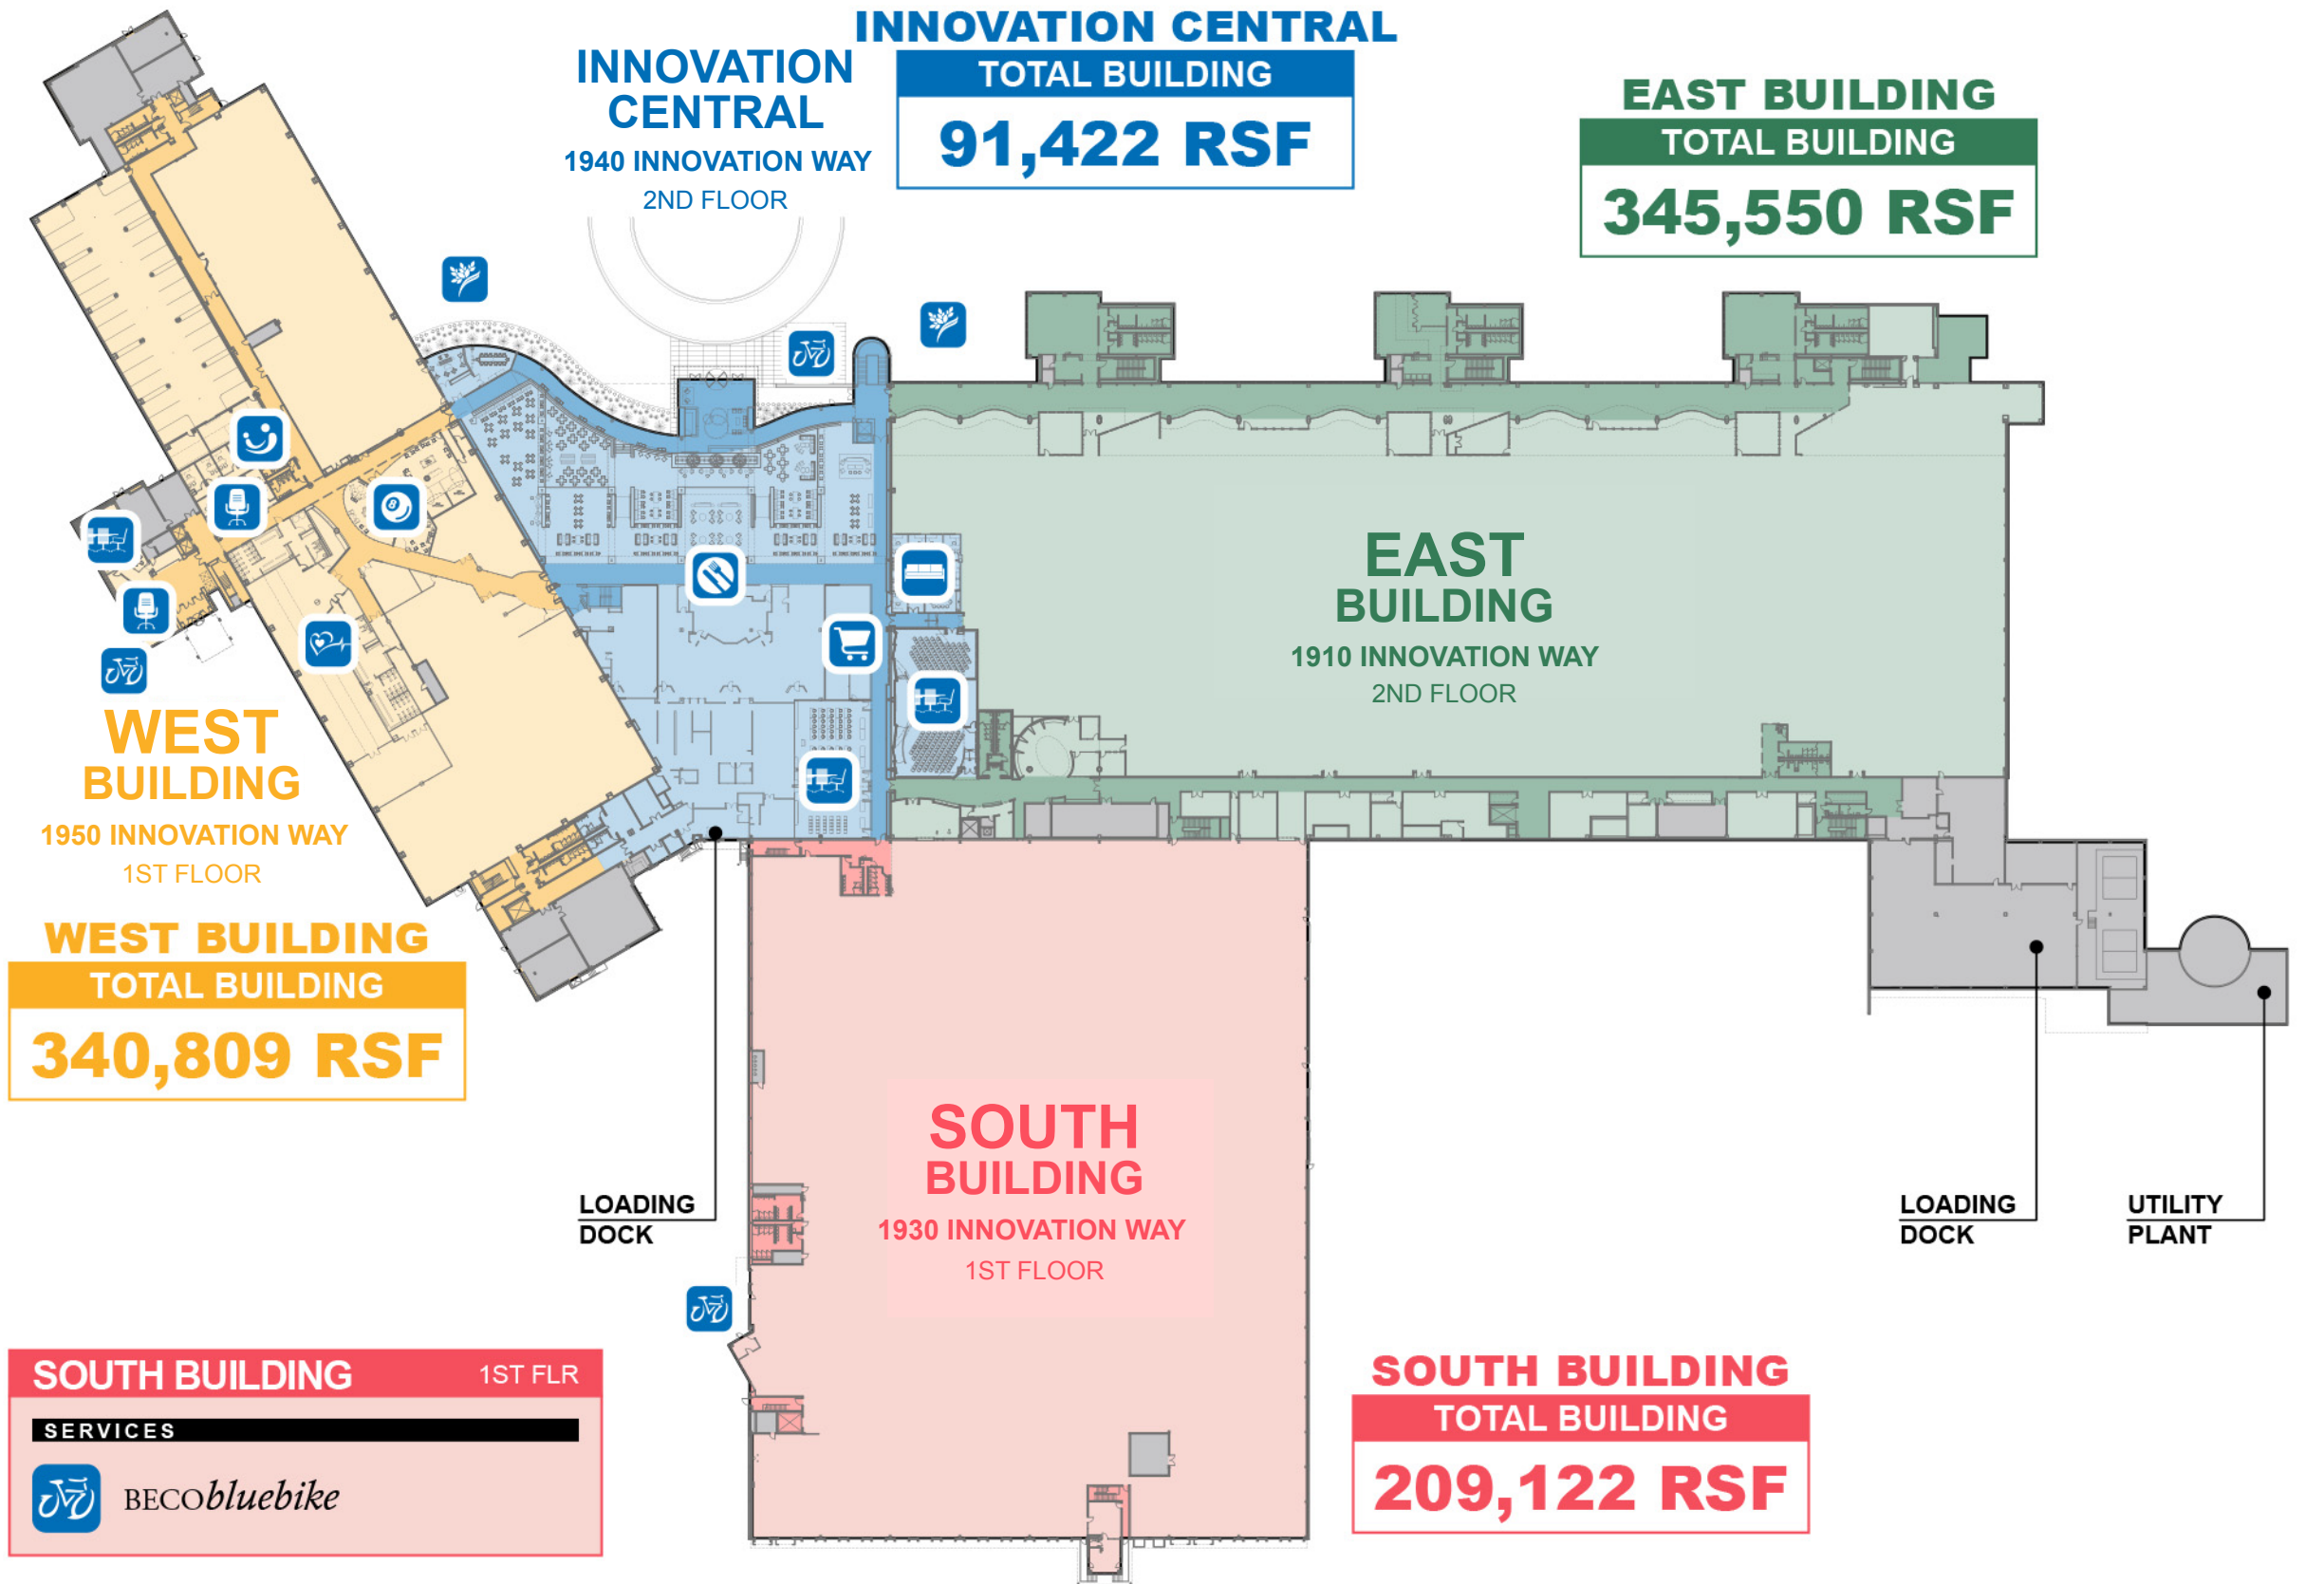 INNOVATION
CENTRAL
1940 INNOVATION WAY
2ND FLOOR
INNOVATION CENTRAL
TOTAL BUILDING
91,422 RSF
EAST BUILDING
TOTAL BUILDING
345,550 RSF
EAST
BUILDING
1910 INNOVATION WAY
2ND FLOOR
8
WEST
BUILDING
1950 INNOVATION WAY
1ST FLOOR
WEST BUILDING
TOTAL BUILDING
340,809 RSF
SOUTH
BUILDING
1930 INNOVATION WAY
1ST FLOOR
LOADING
DOCK
LOADING
DOCK
UTILITY
PLANT
SOUTH BUILDING 1ST FLR
SERVICES
BECObluebike
SOUTH BUILDING
TOTAL BUILDING
209,122 RSF